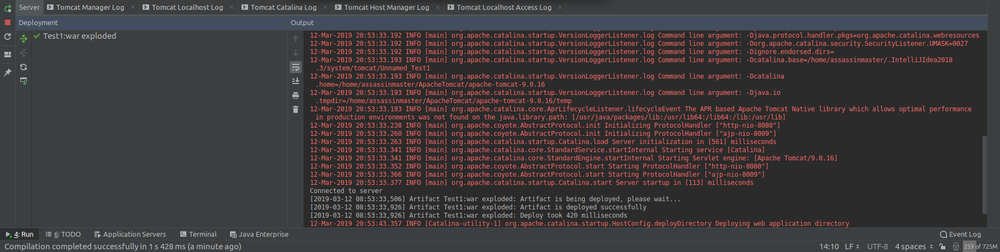 Server Tomcat Manager Log Tomcat Localhost Log Tomcat Catalina Log Tomcat Host Manager Log Tomcat Localhost Access Log
Deployment Output
Test1:war exploded
12-Mar-2019 20:53:33.192 INFO [main] org.apache.catalina.startup.VersionLoggerListener.log Command line argument: -Djava.protocol.handler.pkgs=org.apache.catalina.webresources
12-Mar-2019 20:53:33.192 INFO [main] org.apache.catalina.startup.VersionLoggerListener.log Command line argument: -Dorg.apache.catalina.security.SecurityListener.UMASK=0027
12-Mar-2019 20:53:33.192 INFO [main] org.apache.catalina.startup.VersionLoggerListener.log Command line argument: -Dignore.endorsed.dirs=
12-Mar-2019 20:53:33.193 INFO [main] org.apache.catalina.startup.VersionLoggerListener.log Command line argument: -Dcatalina.base=/home/assassinmaster/.IntelliJIdea2018
.3/system/tomcat/Unnamed_Test1
12-Mar-2019 20:53:33.193 INFO [main] org.apache.catalina.startup.VersionLoggerListener.log Command line argument: -Dcatalina
.home=/home/assassinmaster/ApacheTomcat/apache-tomcat-9.0.16
12-Mar-2019 20:53:33.193 INFO [main] org.apache.catalina.startup.VersionLoggerListener.log Command line argument: -Djava.io
.tmpdir=/home/assassinmaster/ApacheTomcat/apache-tomcat-9.0.16/temp
12-Mar-2019 20:53:33.193 INFO [main] org.apache.catalina.core.AprLifecycleListener.lifecycleEvent The APR based Apache Tomcat Native library which allows optimal performance
in production environments was not found on the java.library.path: [/usr/java/packages/lib:/usr/lib64:/lib64:/lib:/usr/lib]
12-Mar-2019 20:53:33.238 INFO [main] org.apache.coyote.AbstractProtocol.init Initializing ProtocolHandler ["http-nio-8080"]
12-Mar-2019 20:53:33.260 INFO [main] org.apache.coyote.AbstractProtocol.init Initializing ProtocolHandler ["ajp-nio-8009"]
12-Mar-2019 20:53:33.263 INFO [main] org.apache.catalina.startup.Catalina.load Server initialization in [561] milliseconds
12-Mar-2019 20:53:33.341 INFO [main] org.apache.catalina.core.StandardService.startInternal Starting service [Catalina]
12-Mar-2019 20:53:33.341 INFO [main] org.apache.catalina.core.StandardEngine.startInternal Starting Servlet engine: [Apache Tomcat/9.0.16]
12-Mar-2019 20:53:33.352 INFO [main] org.apache.coyote.AbstractProtocol.start Starting ProtocolHandler ["http-nio-8080"]
12-Mar-2019 20:53:33.366 INFO [main] org.apache.coyote.AbstractProtocol.start Starting ProtocolHandler ["ajp-nio-8009"]
12-Mar-2019 20:53:33.377 INFO [main] org.apache.catalina.startup.Catalina.start Server startup in [113] milliseconds
Connected to server
[2019-03-12 08:53:33,506] Artifact Test1:war exploded: Artifact is being deployed, please wait...
[2019-03-12 08:53:33,926] Artifact Test1:war exploded: Artifact is deployed successfully
[2019-03-12 08:53:33,926] Artifact Test1:war exploded: Deploy took 420 milliseconds
12-Mar-2019 20:53:43.357 INFO [Catalina-utility-1] org.apache.catalina.startup.HostConfig.deployDirectory Deploying web application directory
4: Run 6: TODO Application Servers Terminal Java Enterprise Event Log
Compilation completed successfully in 1 s 428 ms (a minute ago) 14:10 LF UTF-8 4 spaces 259 of 725M